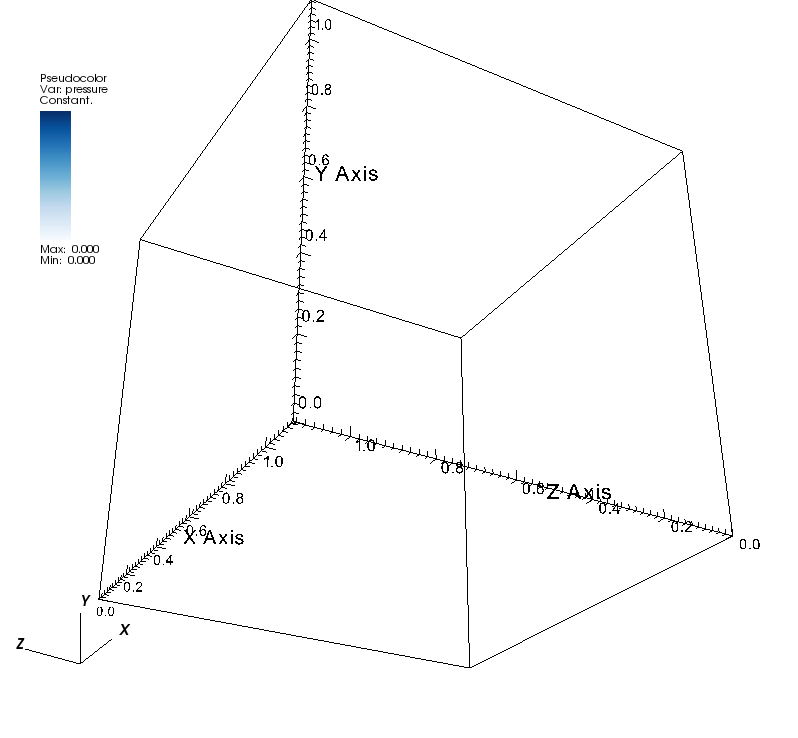 Pseudocolor
Var: pressure
Constant.
Max: 0.000
Min: 0.000
1.0
0.8
0.6
Y Axis
0.4
0.2
0.0
1.0
0.8
0.6
Z Axis
0.4
0.2
0.0
1.0
0.8
0.6
X Axis
0.4
0.2
0.0
Y
X
Z